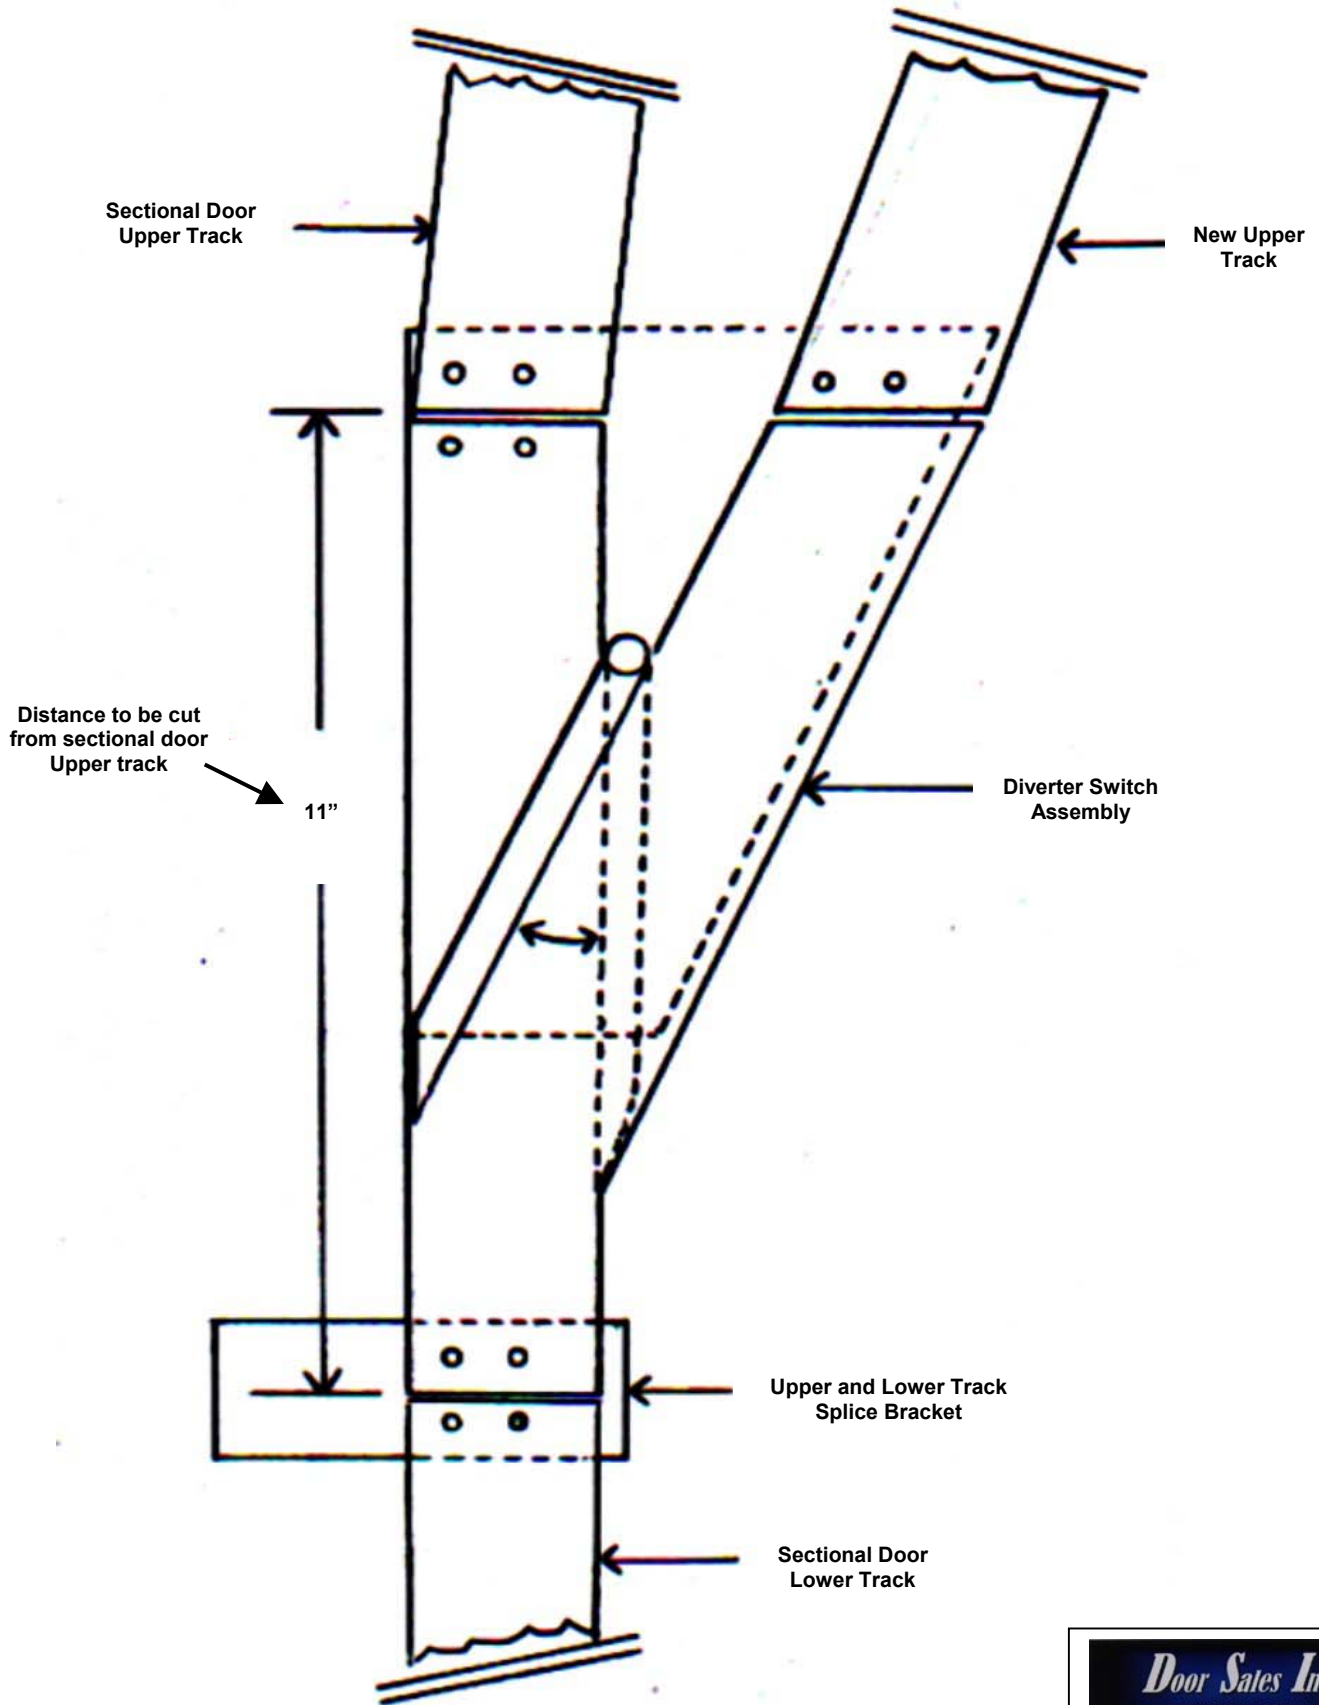 Sectional Door
Upper Track
New Upper
Track
Distance to be cut
from sectional door
Upper track
11”
Diverter Switch
Assembly
Upper and Lower Track
Splice Bracket
Sectional Door
Lower Track
Door Sales